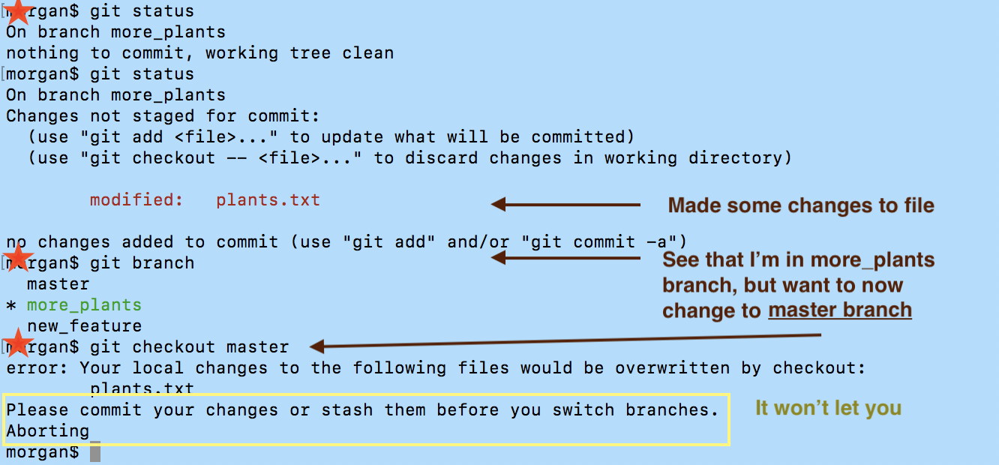 morgan$ git status
On branch more_plants
nothing to commit, working tree clean
[morgan$ git status
On branch more_plants
Changes not staged for commit:
  (use "git add <file>..." to update what will be committed)
  (use "git checkout -- <file>..." to discard changes in working directory)
        modified:   plants.txt
Made some changes to file
no changes added to commit (use "git add" and/or "git commit -a")
[morgan$ git branch
See that I'm in more_plants
branch, but want to now
change to master branch
  master
* more_plants
  new_feature
[morgan$ git checkout master
error: Your local changes to the following files would be overwritten by checkout:
        plants.txt
Please commit your changes or stash them before you switch branches.
It won't let you
Aborting
morgan$